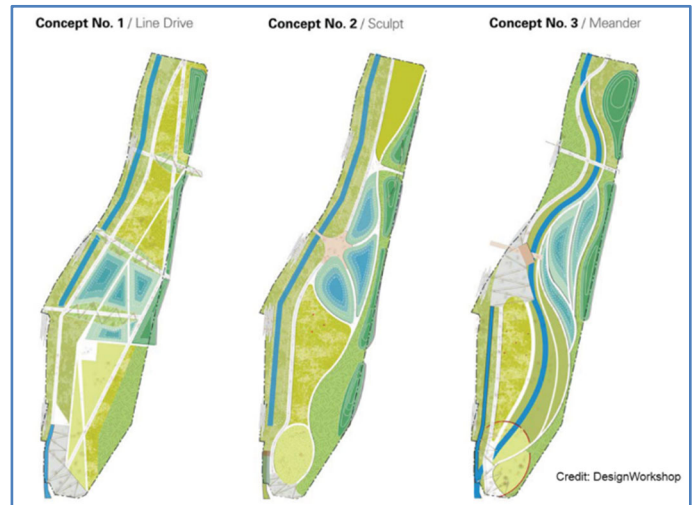 Concept No. 1 / Line Drive
Concept No. 2 / Sculpt
Concept No. 3 / Meander
Credit: DesignWorkshop